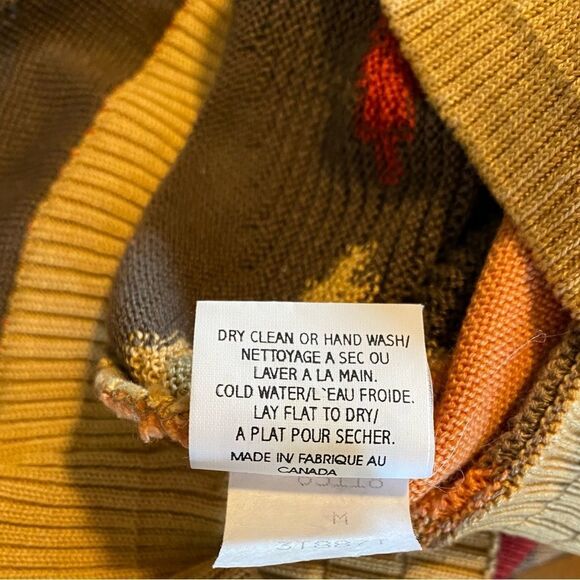 DRY CLEAN OR HAND WASH/
NETTOYAGE A SEC OU
LAVER A LA MAIN.
COLD WATER/L`EAU FROIDE.
LAY FLAT TO DRY/
A PLAT POUR SECHER.
MADE IN/ FABRIQUE AU
CANADA
M